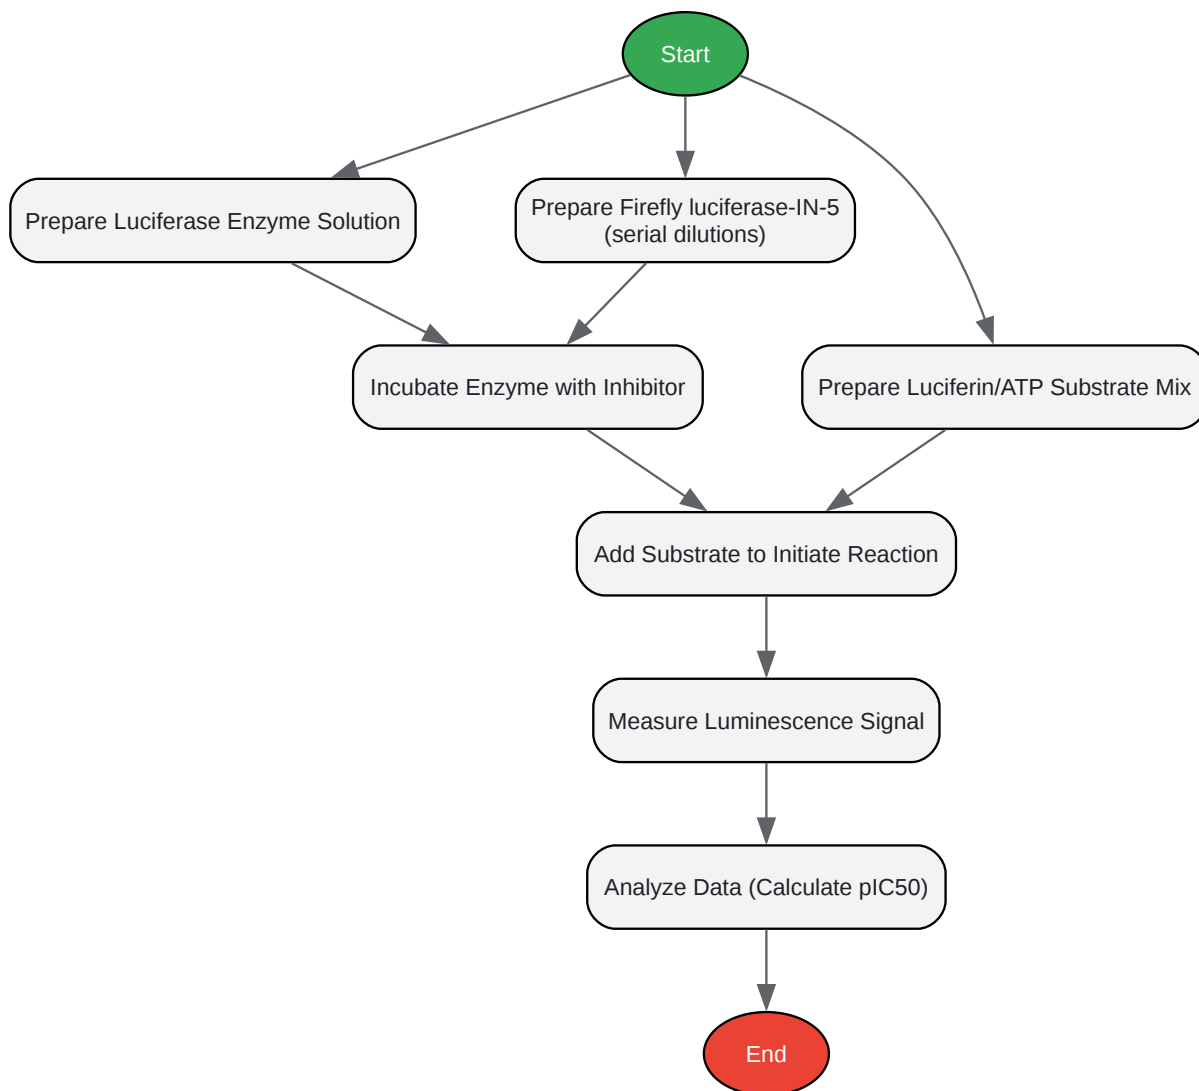 Start
Prepare Luciferase Enzyme Solution
Prepare Firefly luciferase-IN-5
(serial dilutions)
Incubate Enzyme with Inhibitor
Prepare Luciferin/ATP Substrate Mix
Add Substrate to Initiate Reaction
Measure Luminescence Signal
Analyze Data (Calculate pIC50)
End